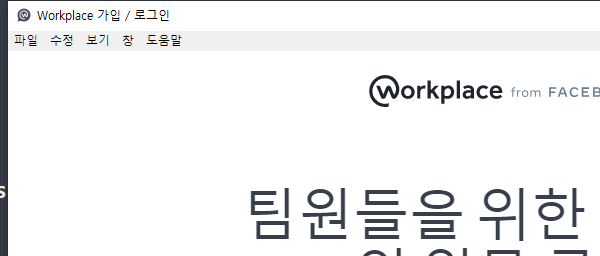 Workplace 가입 / 로그인
파일 수정 보기 창 도움말
Workplace from FACEB
팀원들을 위한
S